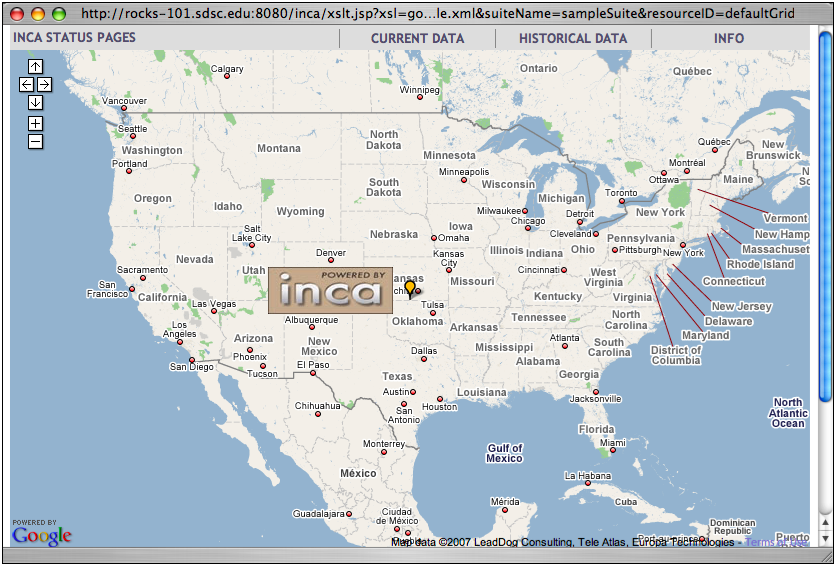 http://rocks-101.sdsc.edu:8080/inca/xslt.jsp?xsl=go...le.xml&suiteName=sampleSuite&resourceID=defaultGrid
INCA STATUS PAGES
CURRENT DATA
HISTORICAL DATA
INFO
Calgary
Ontario
Québec
Winnipeg
Vancouver
Seattle
Washington
Portland
Montana
North
Dakota
Minnesota
Minneapolis
Québec
Montréal
Ottawa
New
Brunswick
Maine
Oregon
Idaho
Wyoming
South
Dakota
Wisconsin
Michigan
Toronto
New York
Vermont
New Hamp
Massachuset
Rhode Island
Connecticut
Milwaukee
Chicago
Detroit
Cleveland
Pennsylvania
Pittsburgh
New York
Salt
Lake City
Nebraska
Iowa
Omaha
Illinois
Indiana
Ohio
Nevada
Utah
Denver
Kansas
City
Missouri
Cincinnati
West
Virginia
Virginia
New Jersey
Delaware
Maryland
District of
Columbia
Sacramento
San
Francisco
California
Las Vegas
POWERED BY
inca
Tulsa
Kentucky
Los
Angeles
Albuquerque
Oklahoma
Arkansas
Tennessee
North
Carolina
Arizona
Phoenix
New
Mexico
San Diego
Tucson
El Paso
Dallas
Mississippi
Alabama
Atlanta
South
Carolina
Georgia
Texas
Louisiana
Austin
San
Antonio
Houston
Jacksonville
North
Atlantic
Ocean
Chihuahua
Florida
Miami
Monterrey
Gulf of
Mexico
México
La Habana
Cuba
Guadalajara
Ciudad
de México
Mérida
Dominican
Republic
POWERED BY
Google
Map data ©2007 LeadDog Consulting, Tele Atlas, Europa Technologies - Terms of Use